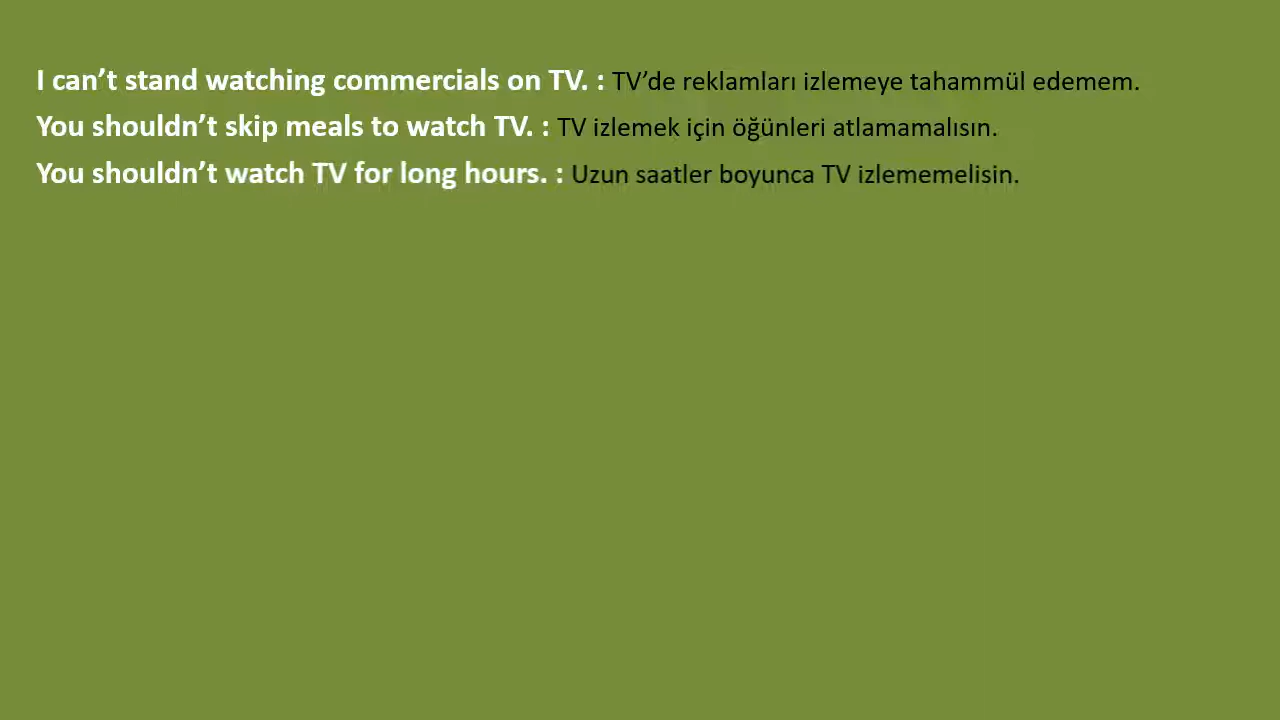 I can’t stand watching commercials on TV. : TV’de reklamları izlemeye tahammül edemem.
You shouldn’t skip meals to watch TV. : TV izlemek için öğünleri atlamamalısın.
You shouldn’t watch TV for long hours. : Uzun saatler boyunca TV izlememelisin.